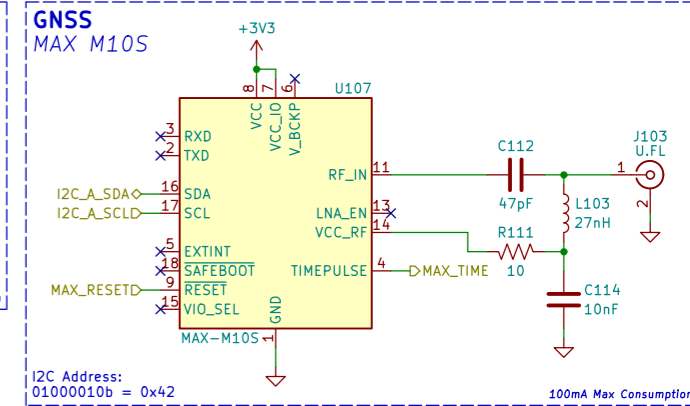 GNSS
MAX M10S
+3V3
U107
8
7
6
VCC
VCC_IO
V_BCKP
3
RXD
2
TXD
I2C_A_SDA
16
SDA
I2C_A_SCL
17
SCL
5
EXTINT
18
SAFEBOOT
MAX_RESET
9
RESET
15
VIO_SEL
RF_IN
11
LNA_EN
13
VCC_RF
14
TIMEPULSE
4
MAX_TIME
GND
MAX-M10S
1
C112
47pF
R111
10
L103
27nH
C114
10nF
J103
U.FL
1
2
I2C Address:
01000010b = 0x42
100mA Max Consumption